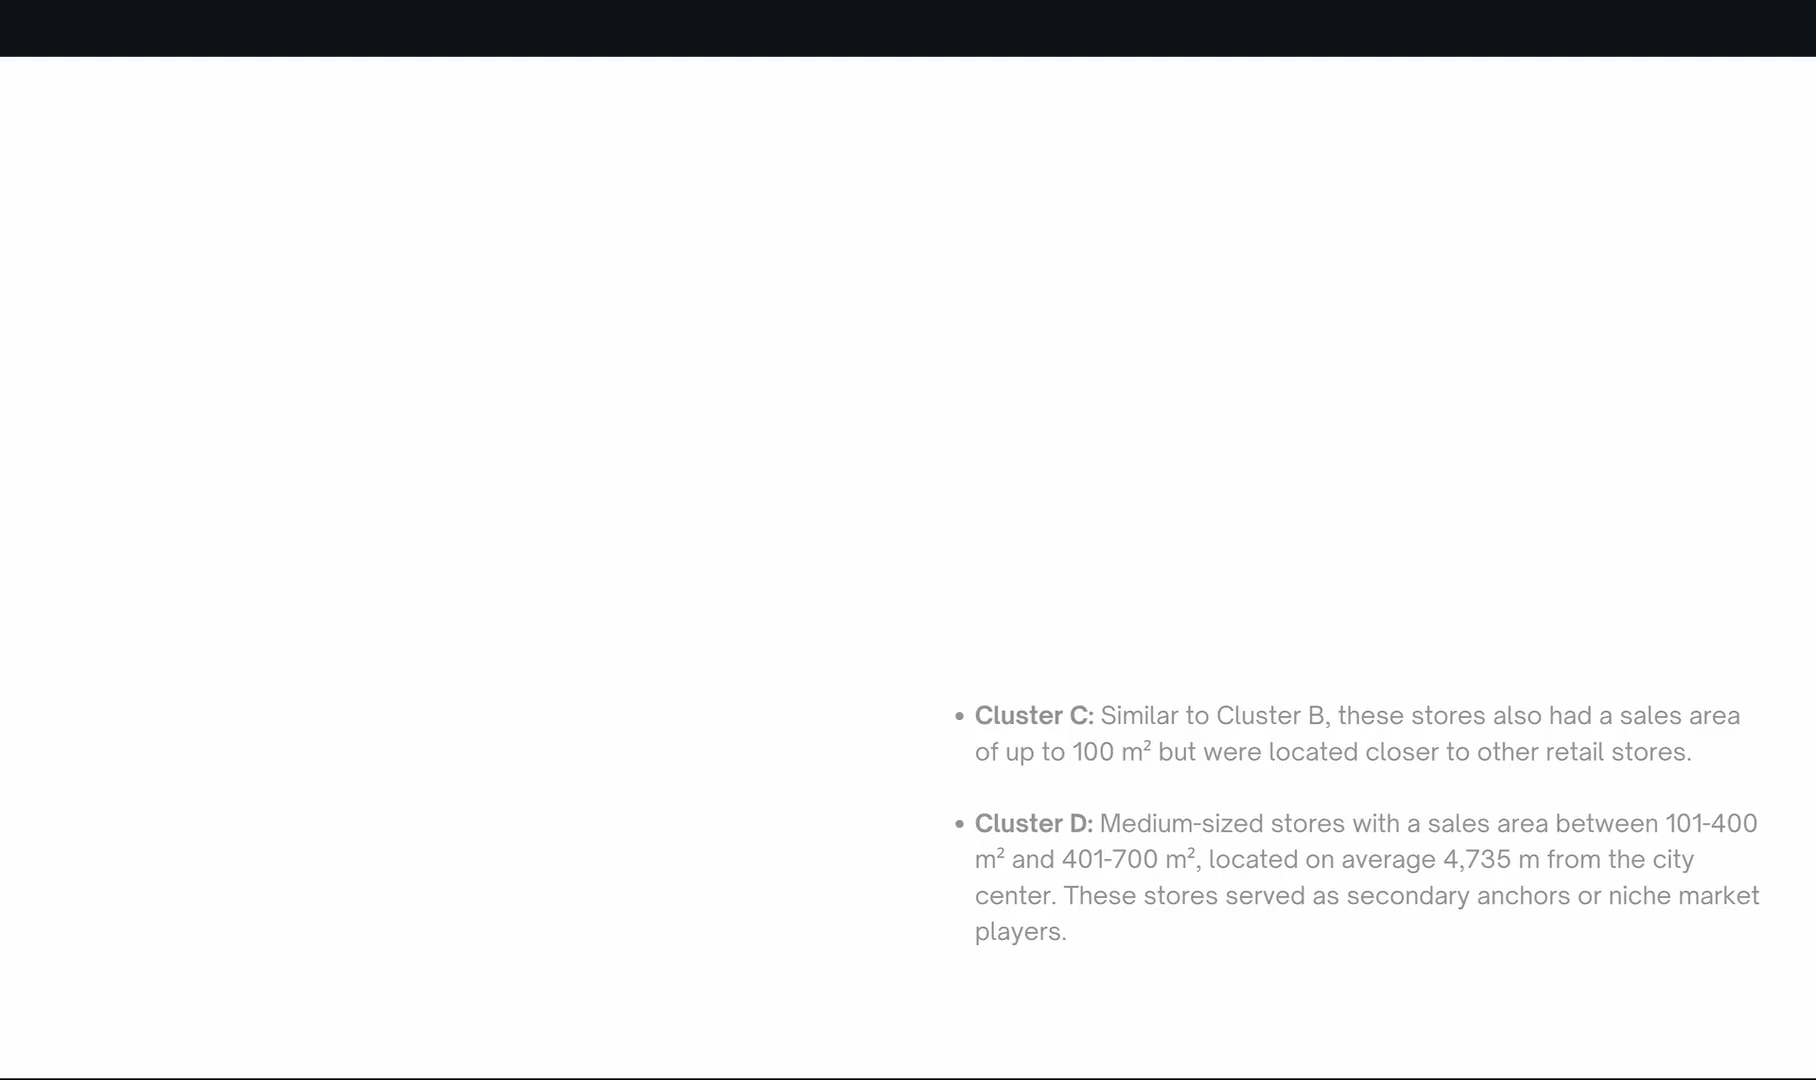 • Cluster C: Similar to Cluster B, these stores also had a sales area
of up to 100 m² but were located closer to other retail stores.
• Cluster D: Medium-sized stores with a sales area between 101-400
m² and 401-700 m², located on average 4,735 m from the city
center. These stores served as secondary anchors or niche market
players.